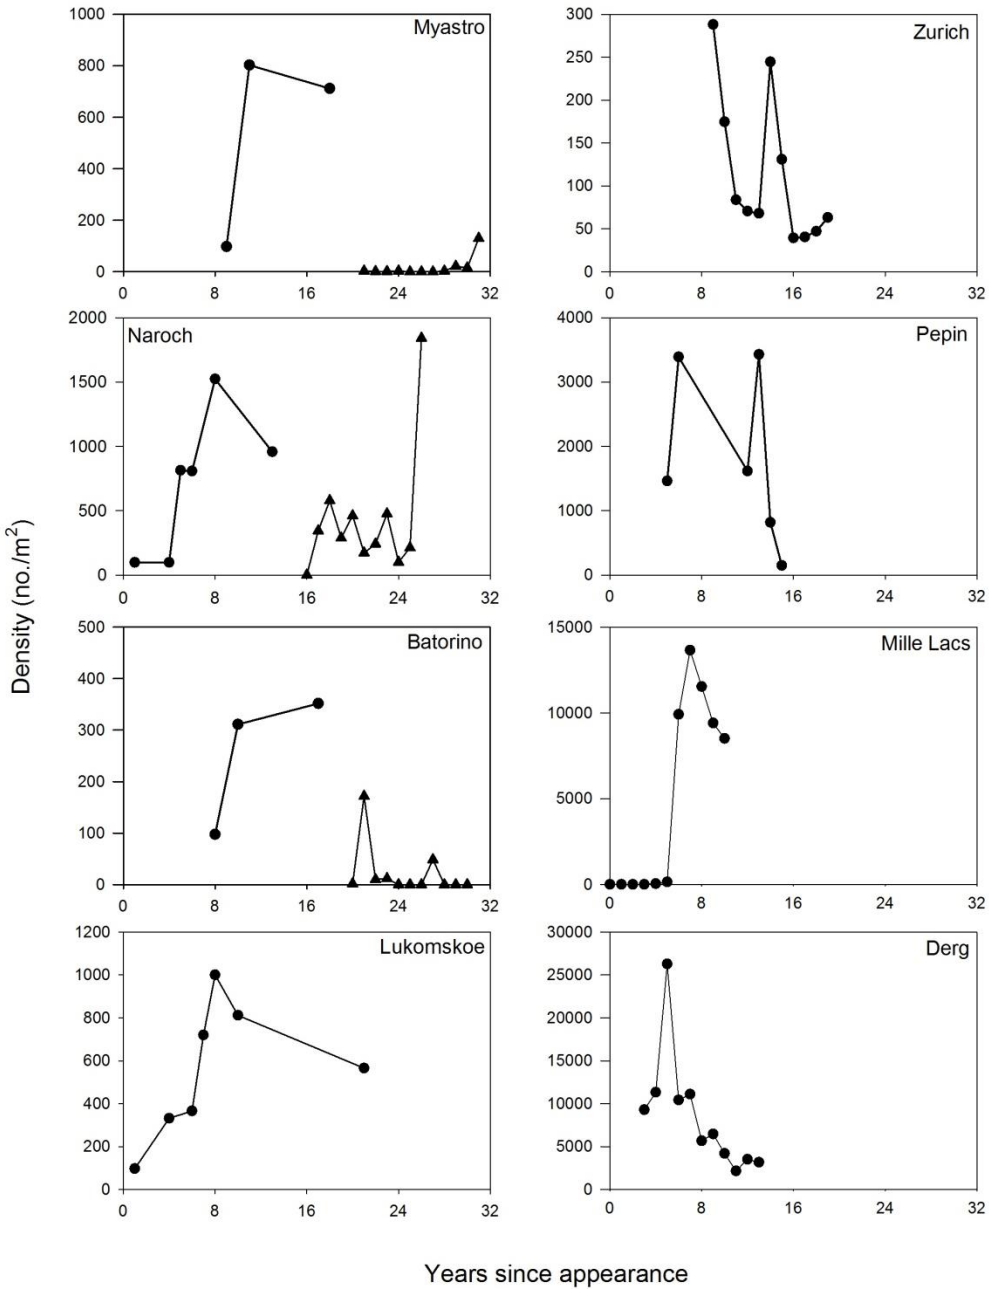 Myastro
1000
800
600
400
200
0
0 8 16 24 32
Zurich
300
250
200
150
100
50
0
0 8 16 24 32
Naroch
2000
1500
1000
500
0
0 8 16 24 32
Pepin
4000
3000
2000
1000
0
0 8 16 24 32
Density (no./m²)
Batorino
500
400
300
200
100
0
0 8 16 24 32
Mille Lacs
15000
10000
5000
0
0 8 16 24 32
Lukomskoe
1200
1000
800
600
400
200
0
0 8 16 24 32
Derg
30000
25000
20000
15000
10000
5000
0
0 8 16 24 32
Years since appearance